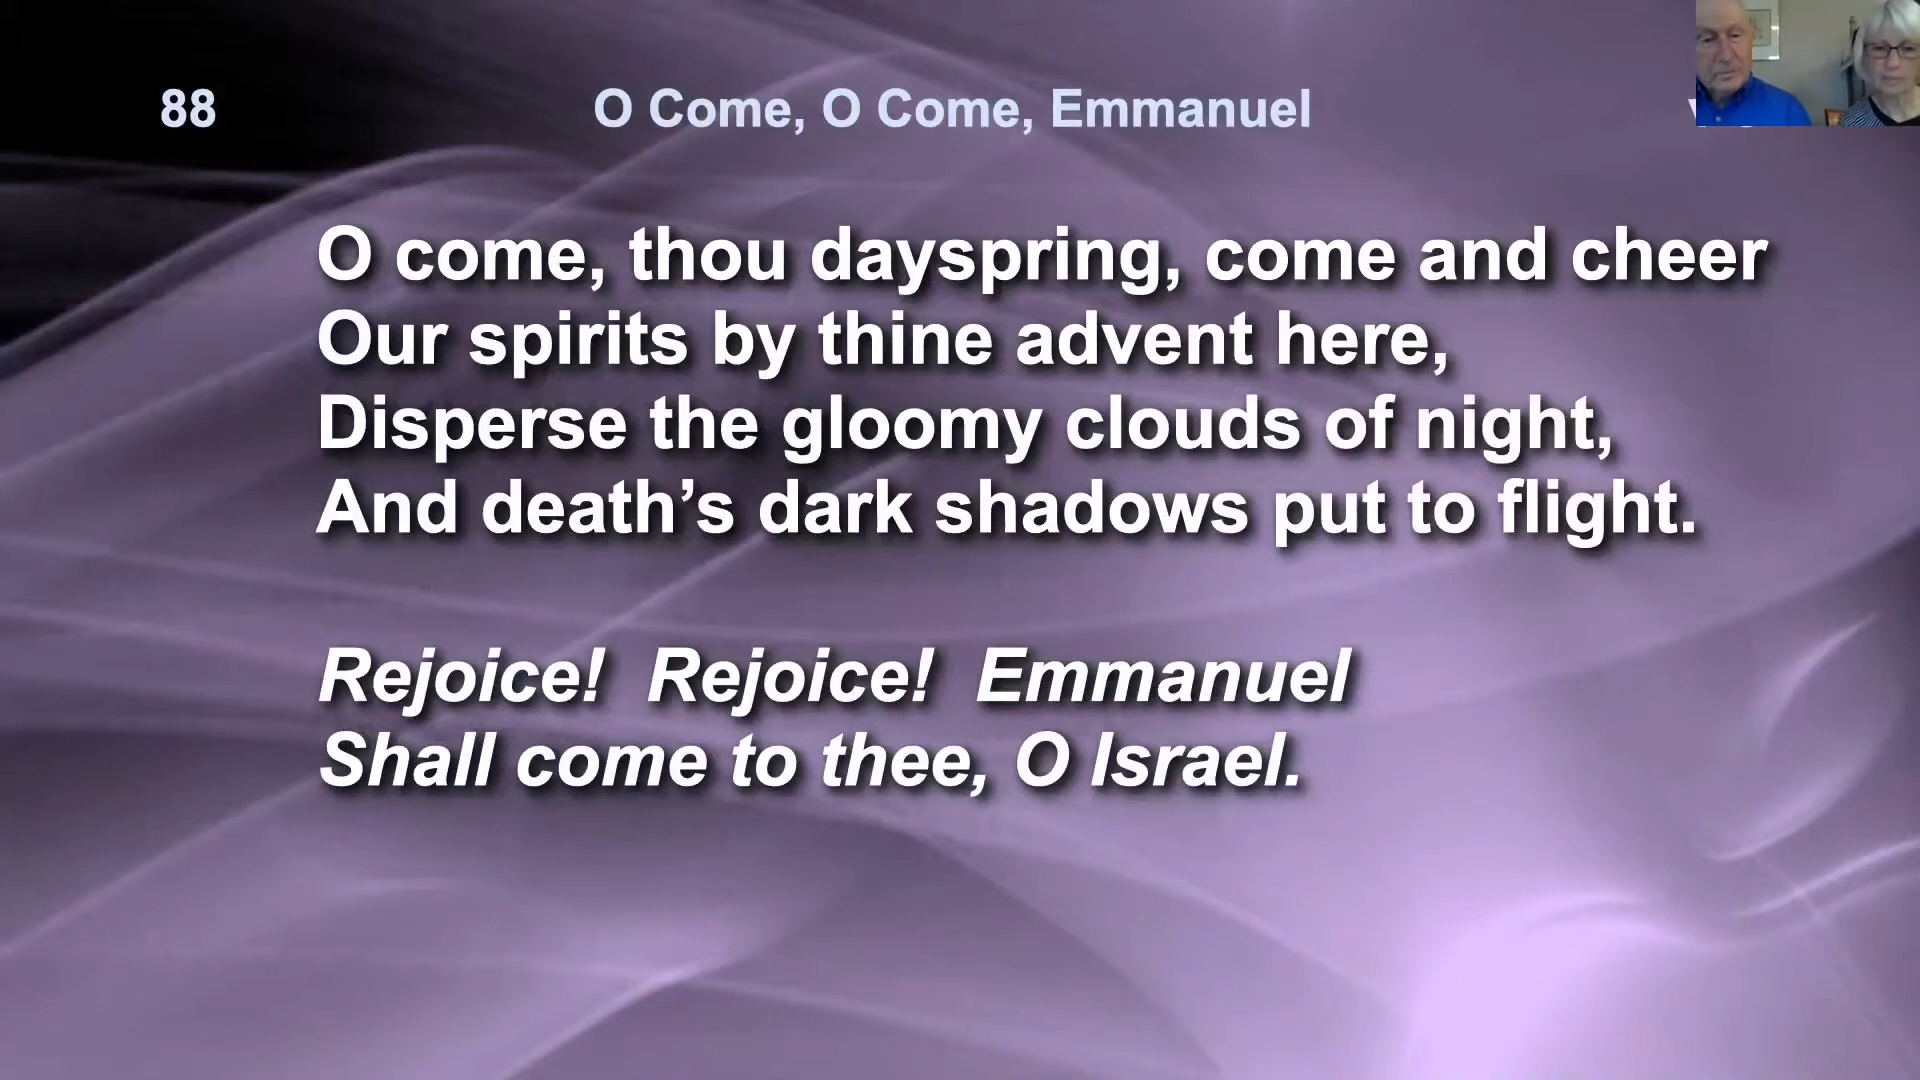 88
O Come, O Come, Emmanuel
O come, thou dayspring, come and cheer
Our spirits by thine advent here,
Disperse the gloomy clouds of night,
And death’s dark shadows put to flight.
Rejoice!  Rejoice!  Emmanuel
Shall come to thee, O Israel.